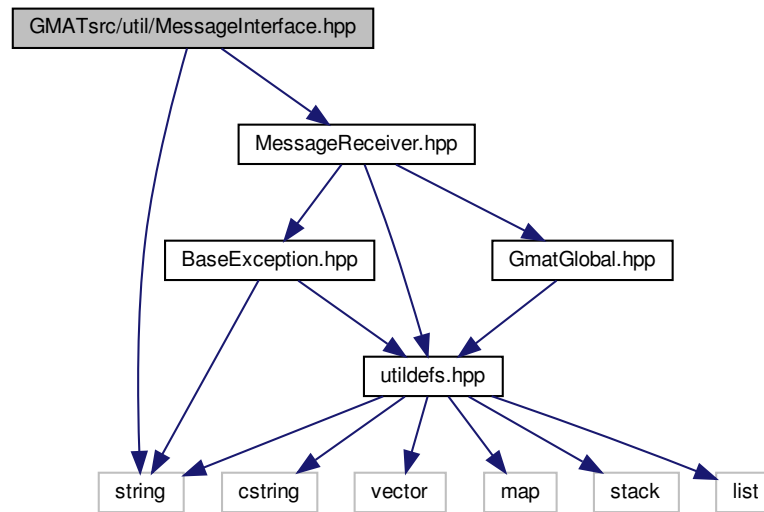 GMATsrc/util/MessageInterface.hpp
MessageReceiver.hpp
BaseException.hpp
GmatGlobal.hpp
utildefs.hpp
string
cstring
vector
map
stack
list